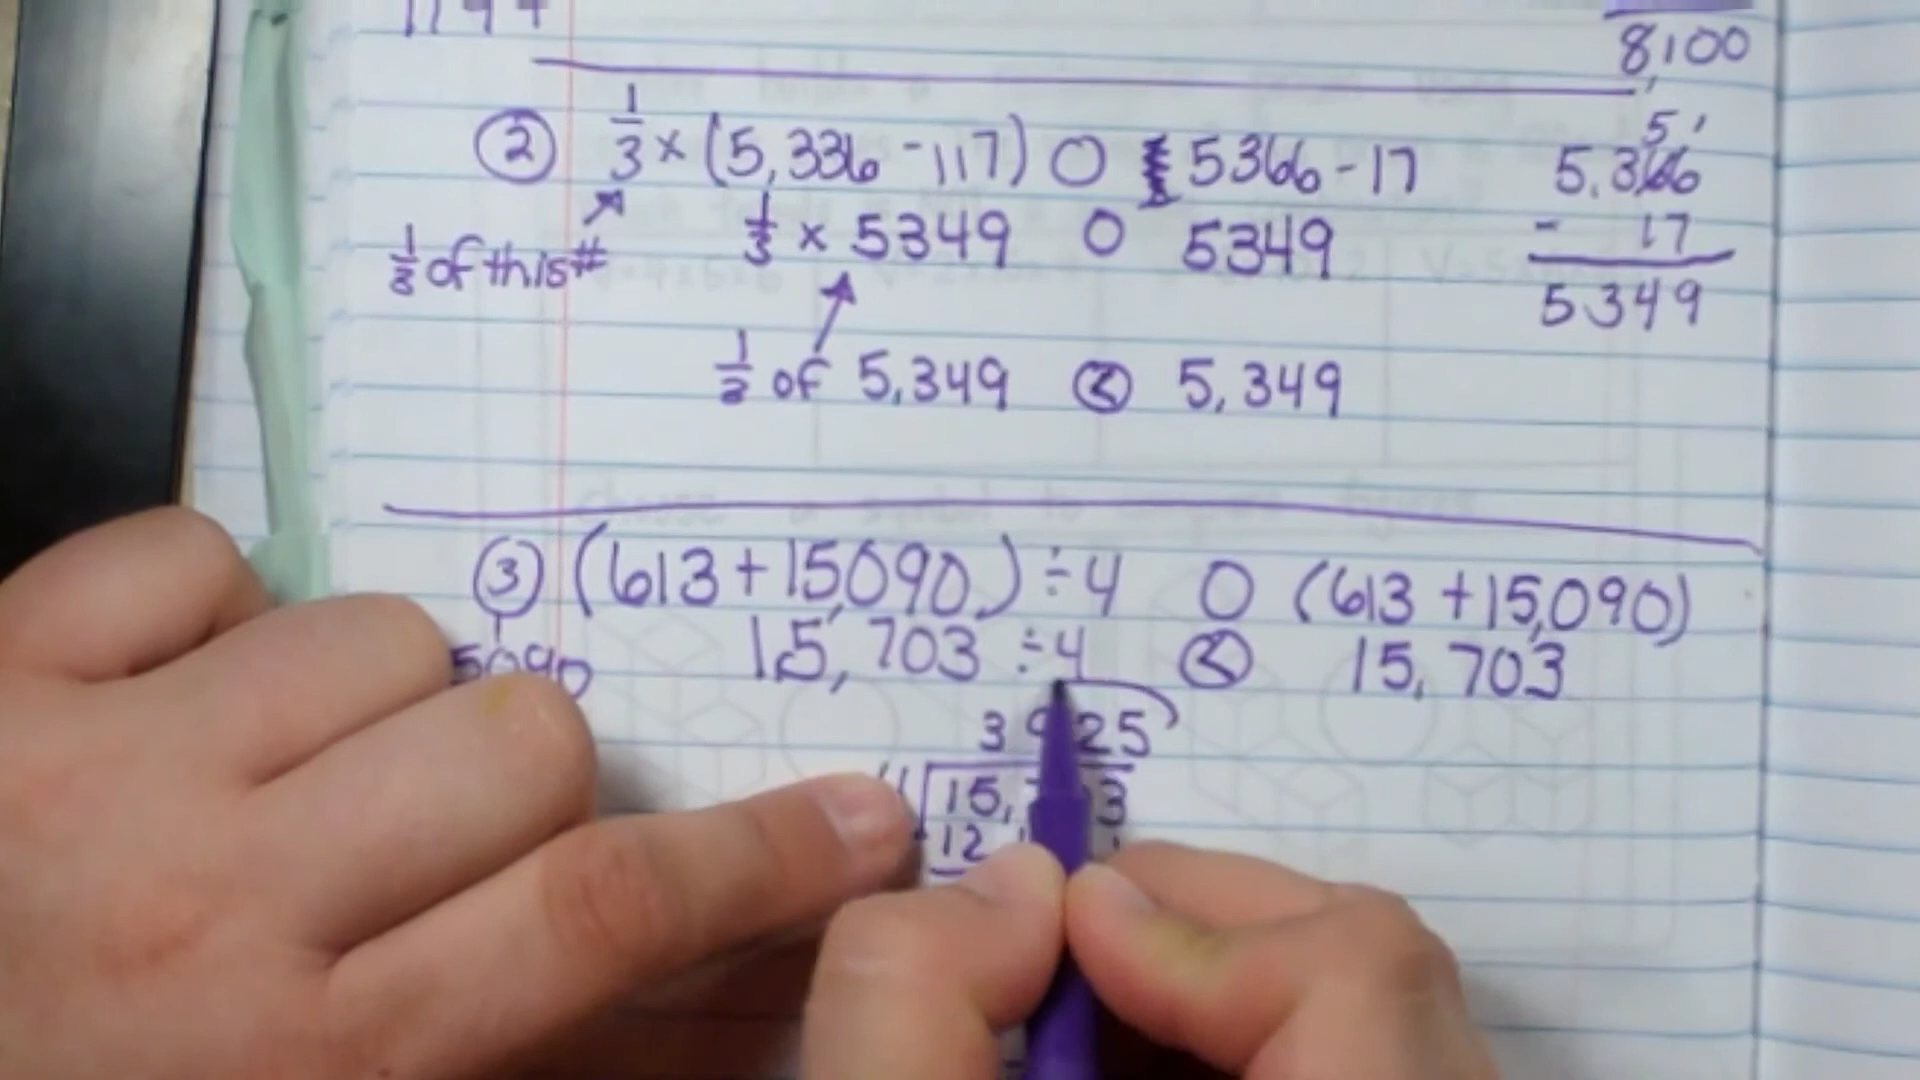 8,100
② 1/3 × (5,336 - 117) ○ 5366 - 17
1/3 of this #
1/3 × 5349 ○ 5349
1/3 of 5,349 < 5,349
5 1
5,366
- 17
5349
③ (613 + 15,090) ÷ 4 ○ (613 + 15,090)
15,703 ÷ 4 < 15,703
3 25
15, 3
12